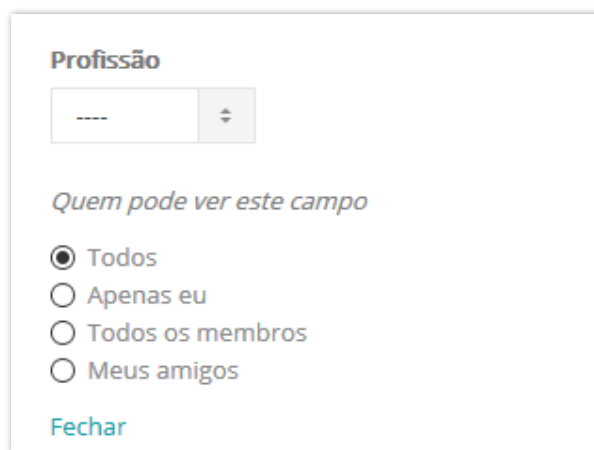 Profissão
----
Quem pode ver este campo
Todos
Apenas eu
Todos os membros
Meus amigos
Fechar